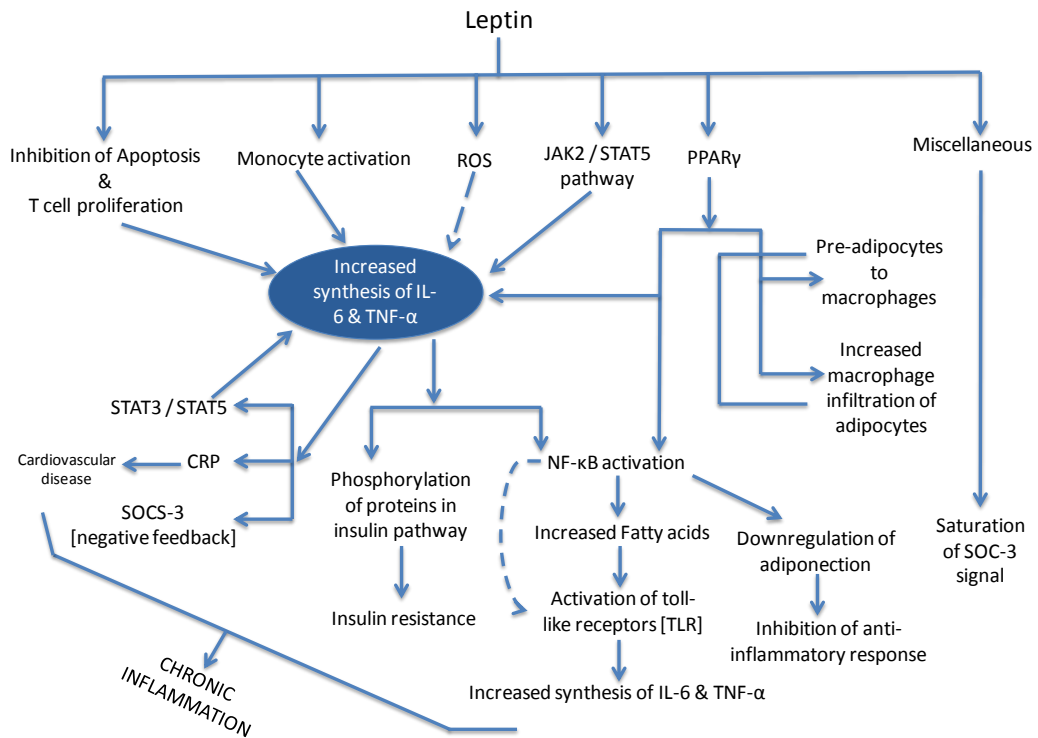 Leptin
Inhibition of Apoptosis
&
T cell proliferation
Monocyte activation
ROS
JAK2 / STAT5
pathway
PPARγ
Miscellaneous
Increased
synthesis of IL-
6 & TNF-α
Pre-adipocytes
to
macrophages
Increased
macrophage
infiltration of
adipocytes
STAT3 / STAT5
Cardiovascular
disease
CRP
SOCS-3
[negative feedback]
Phosphorylation
of proteins in
insulin pathway
Insulin resistance
NF-κB activation
Increased Fatty acids
Activation of toll-
like receptors [TLR]
Increased synthesis of IL-6 & TNF-α
Downregulation of
adiponection
Inhibition of anti-
inflammatory response
Saturation
of SOC-3
signal
CHRONIC
INFLAMMATION